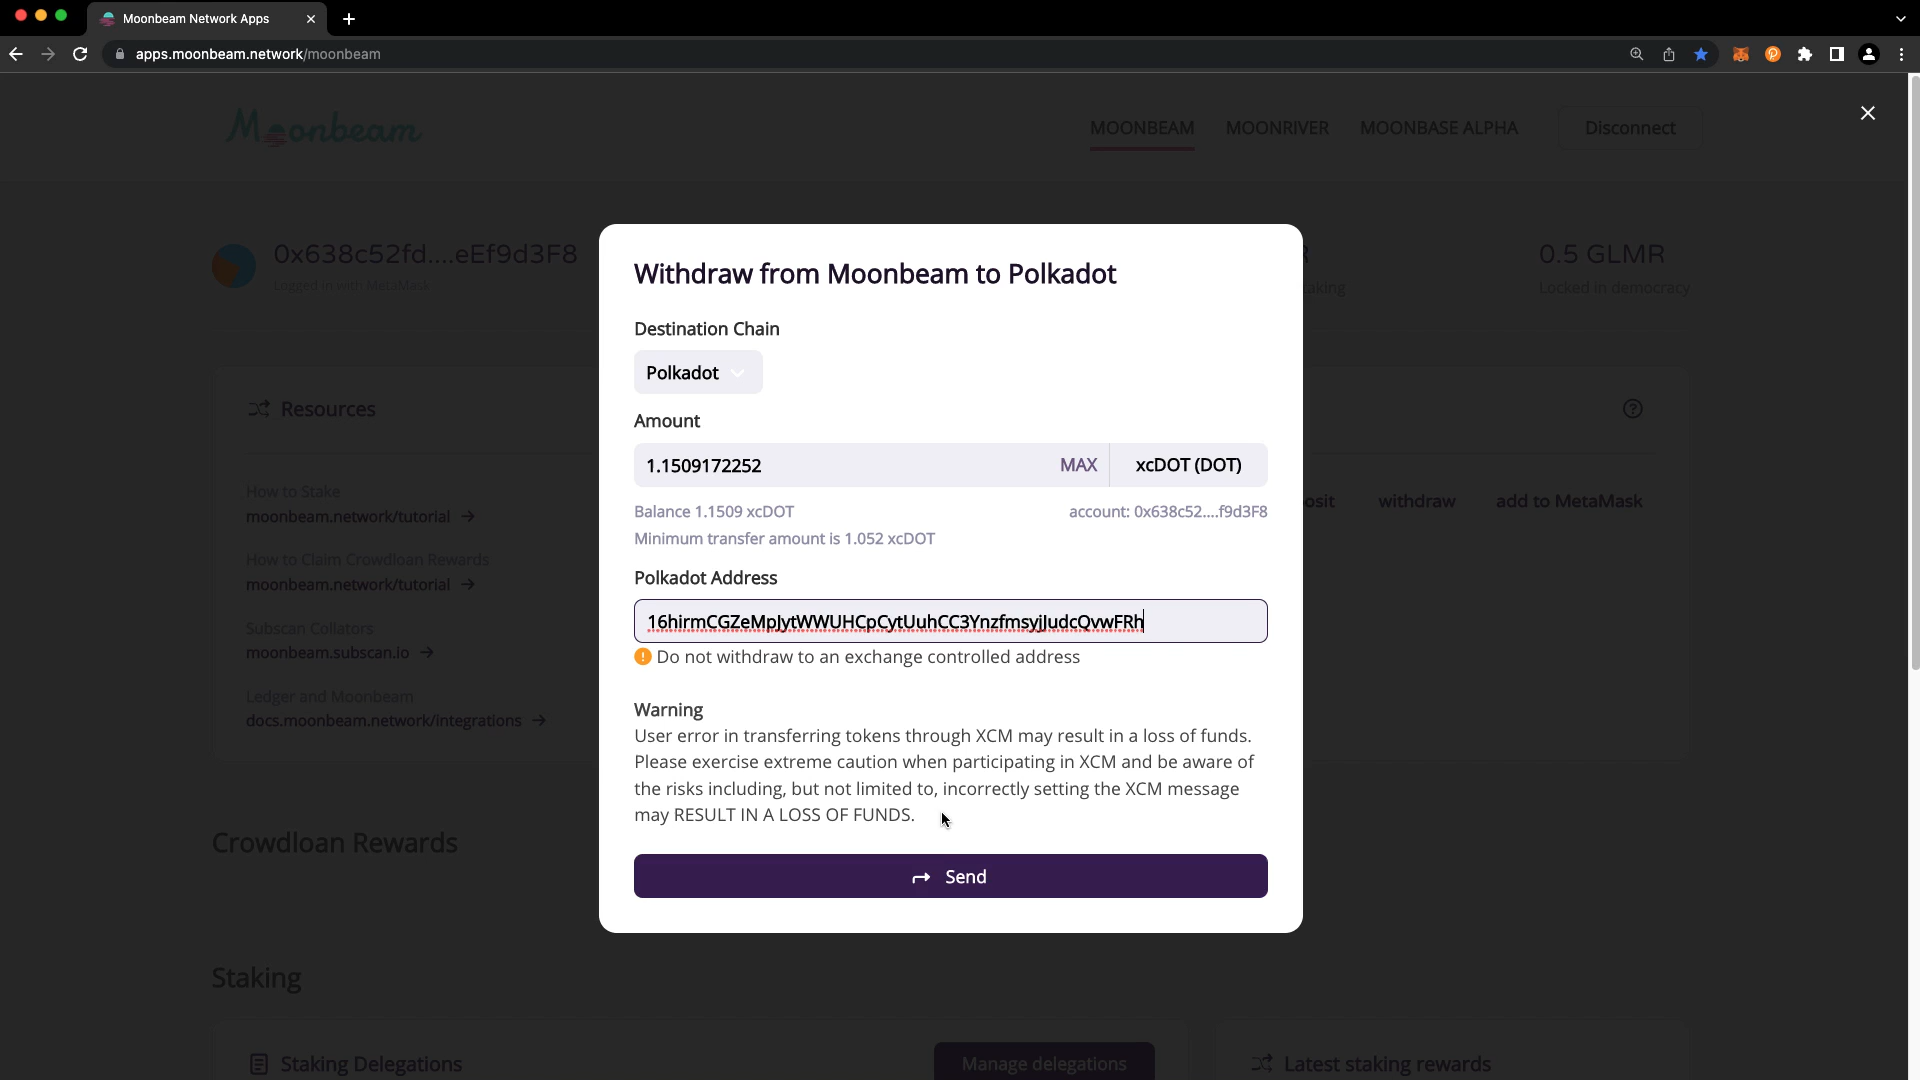 Moonbeam Network Apps
apps.moonbeam.network/moonbeam
Moonbeam
MOONBEAM
MOONRIVER
MOONBASE ALPHA
Disconnect
0x638c52fd....eEf9d3F8
Logged in with MetaMask
0.5 GLMR
Locked in democracy
Resources
How to Stake
moonbeam.network/tutorial
How to Claim Crowdloan Rewards
moonbeam.network/tutorial
Subscan Collators
moonbeam.subscan.io
Ledger and Moonbeam
docs.moonbeam.network/integrations
withdraw
add to MetaMask
Withdraw from Moonbeam to Polkadot
Destination Chain
Polkadot
Amount
1.1509172252
MAX
xcDOT (DOT)
Balance 1.1509 xcDOT
account: 0x638c52....f9d3F8
Minimum transfer amount is 1.052 xcDOT
Polkadot Address
16hirmCGZeMpJytWWUHCpCytUuhCC3YnzfmsyjJudcQvwFRh
Do not withdraw to an exchange controlled address
Warning
User error in transferring tokens through XCM may result in a loss of funds.
Please exercise extreme caution when participating in XCM and be aware of
the risks including, but not limited to, incorrectly setting the XCM message
may RESULT IN A LOSS OF FUNDS.
Send
Crowdloan Rewards
Staking
Staking Delegations
Manage delegations
Latest staking rewards